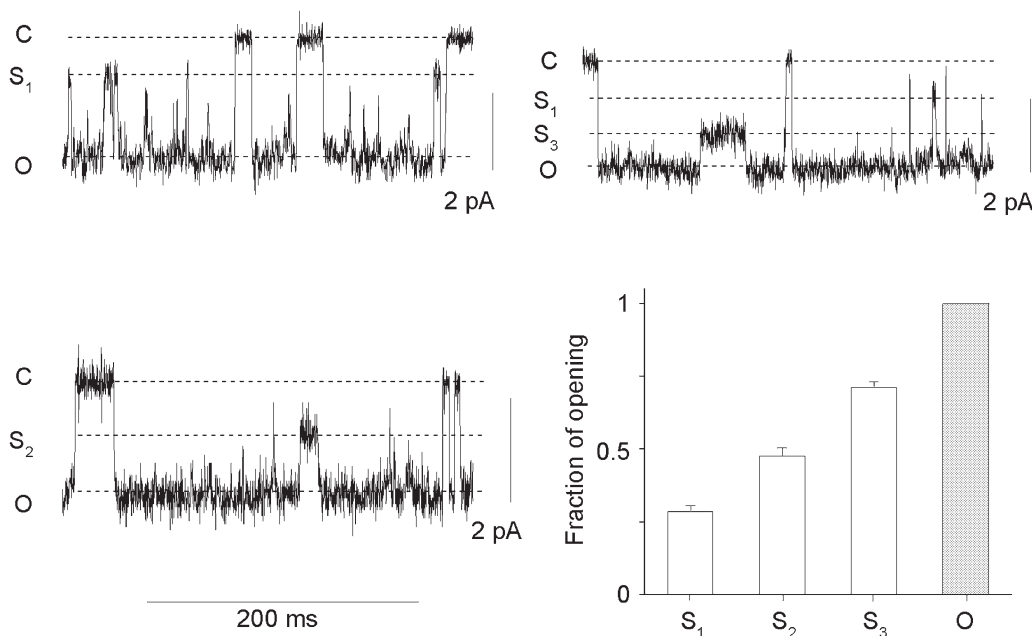 C
S1
O
2 pA
C
S1
S3
O
2 pA
C
S2
O
2 pA
200 ms
Fraction of opening
1
0.5
0
S1 S2 S3 O